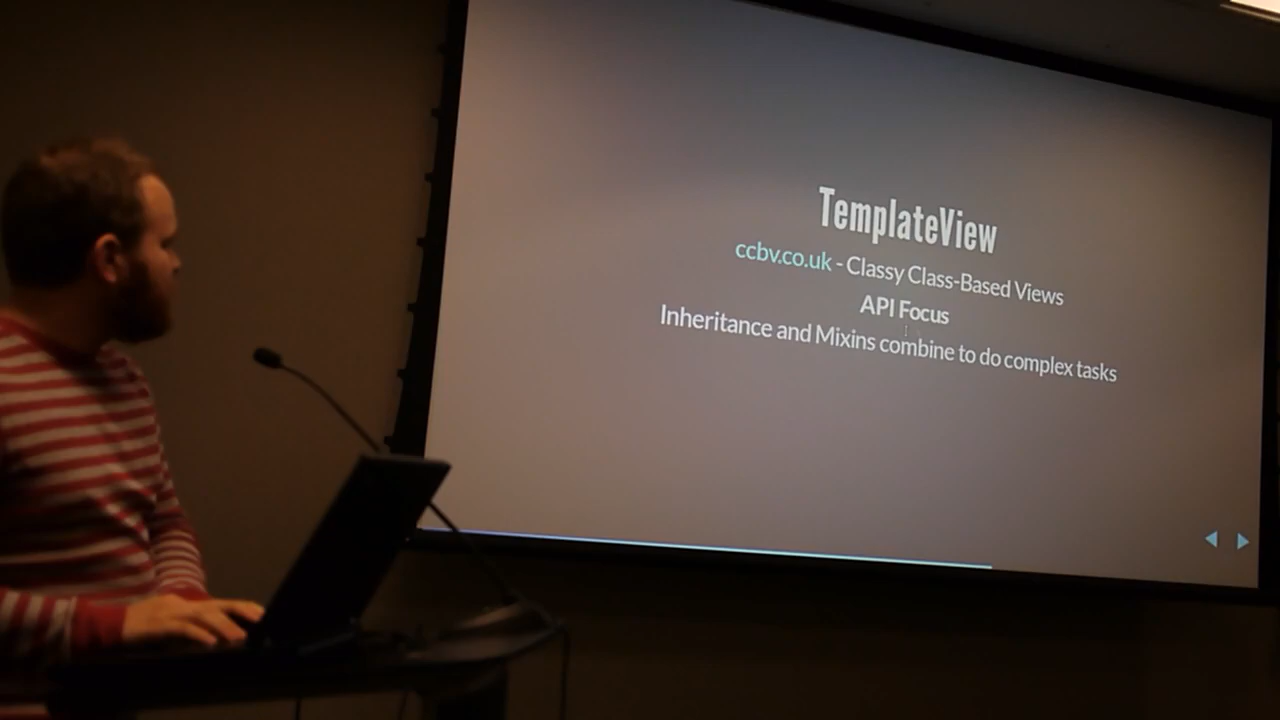 TemplateView
ccbv.co.uk - Classy Class-Based Views
API Focus
Inheritance and Mixins combine to do complex tasks